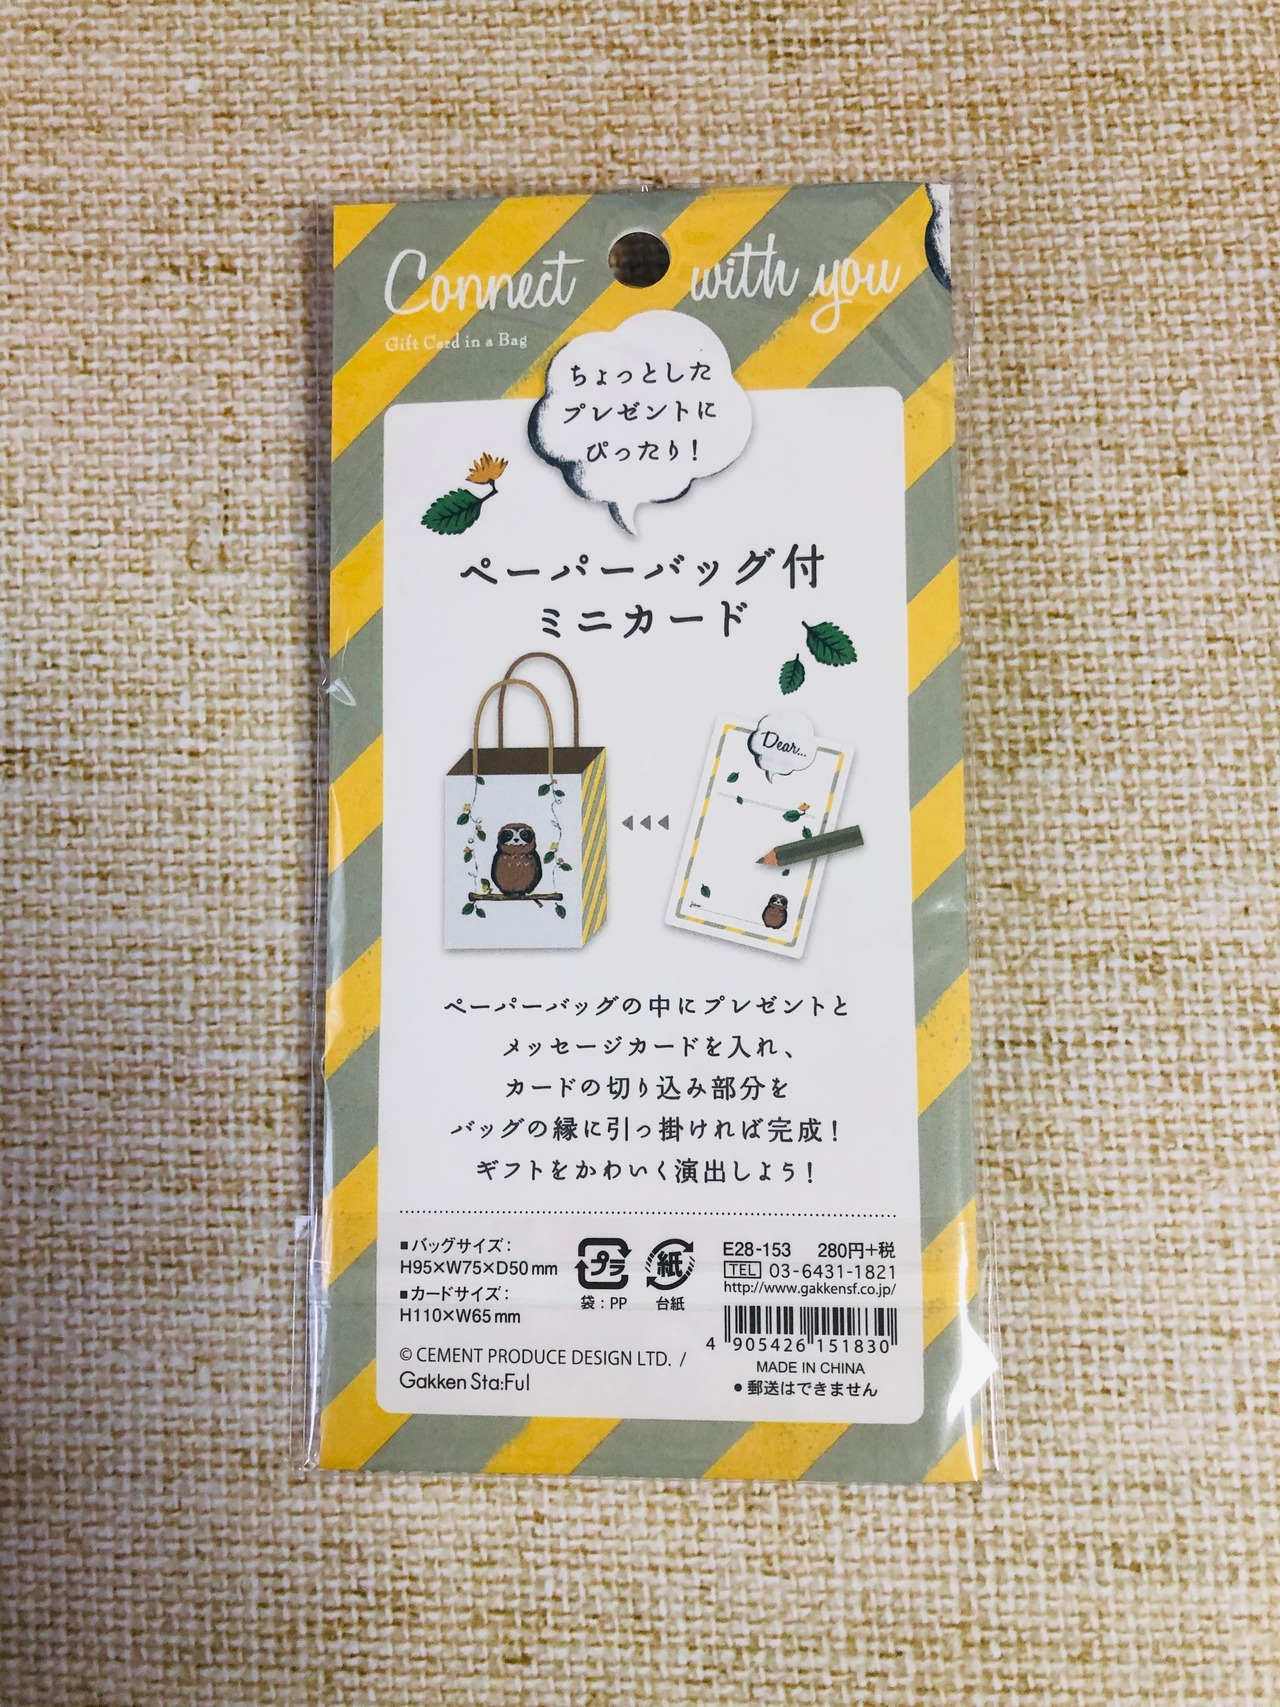 Connect with you
Gift Card in a Bag
ちょっとした
プレゼントに
ぴったり!
ペーパーバッグ付
ミニカード
Dear...
ペーパーバッグの中にプレゼントと
メッセージカードを入れ、
カードの切り込み部分を
バッグの縁に引っ掛ければ完成!
ギフトをかわいく演出しよう!
■バッグサイズ:
H95×W75×D50mm
■カードサイズ:
H110×W65mm
プラ
袋:PP
紙
台紙
E28-153 280円+税
TEL 03-6431-1821
http://www.gakkensf.co.jp/
4 905426 151830
MADE IN CHINA
●郵送はできません
© CEMENT PRODUCE DESIGN LTD. /
Gakken Sta:Ful